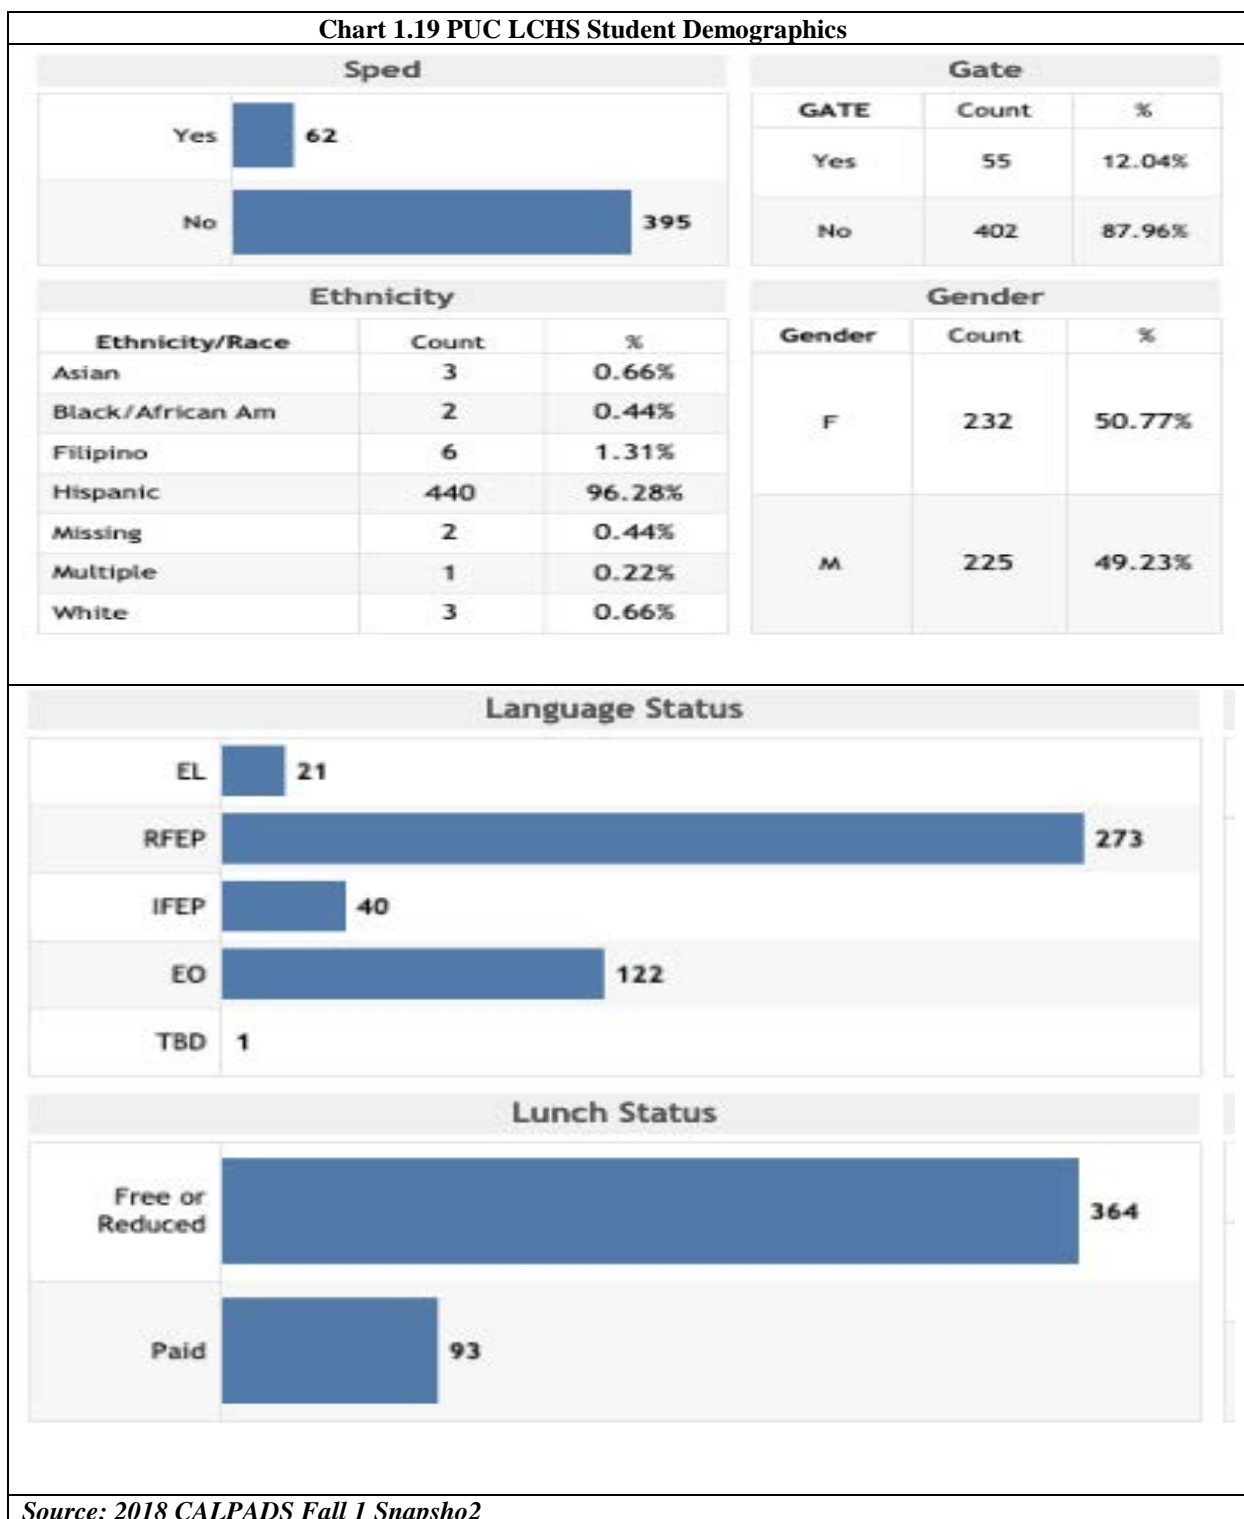 Chart 1.19 PUC LCHS Student Demographics
Sped
Yes 62
No 395
Gate
GATE Count %
Yes 55 12.04%
No 402 87.96%
Ethnicity
Ethnicity/Race Count %
Asian 3 0.66%
Black/African Am 2 0.44%
Filipino 6 1.31%
Hispanic 440 96.28%
Missing 2 0.44%
Multiple 1 0.22%
White 3 0.66%
Gender
Gender Count %
F 232 50.77%
M 225 49.23%
Language Status
EL 21
RFEP 273
IFEP 40
EO 122
TBD 1
Lunch Status
Free or
Reduced 364
Paid 93
Source: 2018 CALPADS Fall 1 Snapsho2